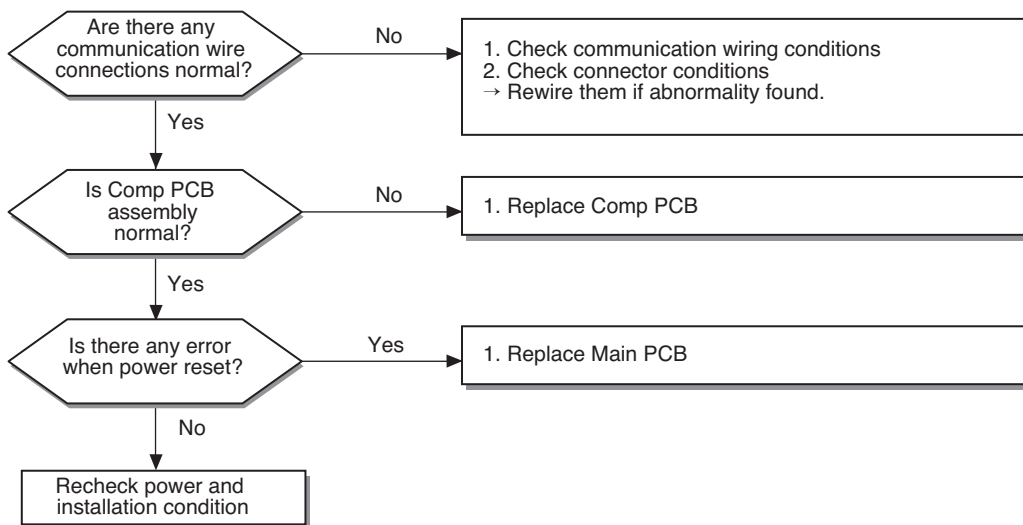 Are there any
communication wire
connections normal?
No
1. Check communication wiring conditions
2. Check connector conditions
→ Rewire them if abnormality found.
Yes
Is Comp PCB
assembly
normal?
No
1. Replace Comp PCB
Yes
Is there any error
when power reset?
Yes
1. Replace Main PCB
No
Recheck power and
installation condition